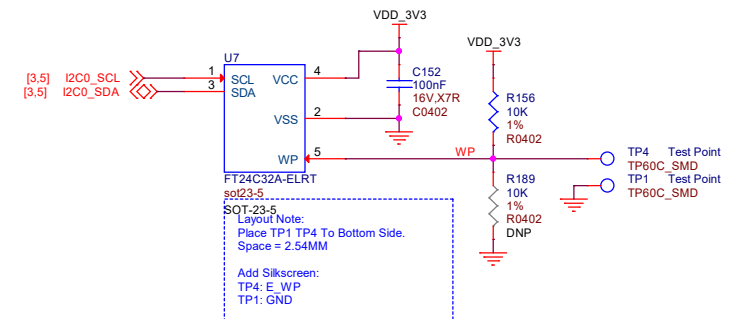 VDD_3V3
VDD_3V3
U7
[3,5] I2C0_SCL
1 SCL VCC 4
[3,5] I2C0_SDA
3 SDA
VSS 2
WP 5
WP
C152
100nF
16V,X7R
C0402
R156
10K
1%
R0402
TP4 Test Point
TP60C_SMD
TP1 Test Point
TP60C_SMD
R189
10K
1%
R0402
DNP
FT24C32A-ELRT
sot23-5
SOT-23-5
Layout Note:
Place TP1 TP4 To Bottom Side.
Space = 2.54MM
Add Silkscreen:
TP4: E_WP
TP1: GND